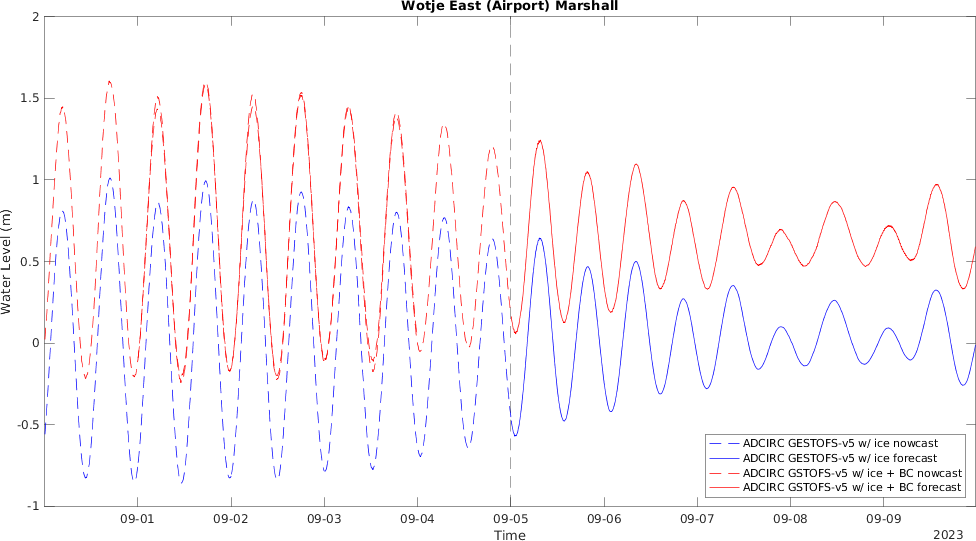 Wotje East (Airport) Marshall
2
1.5
1
0.5
0
-0.5
-1
Water Level (m)
09-01
09-02
09-03
09-04
09-05
09-06
09-07
09-08
09-09
Time
2023
ADCIRC GESTOFS-v5 w/ ice nowcast
ADCIRC GESTOFS-v5 w/ ice forecast
ADCIRC GSTOFS-v5 w/ ice + BC nowcast
ADCIRC GSTOFS-v5 w/ ice + BC forecast